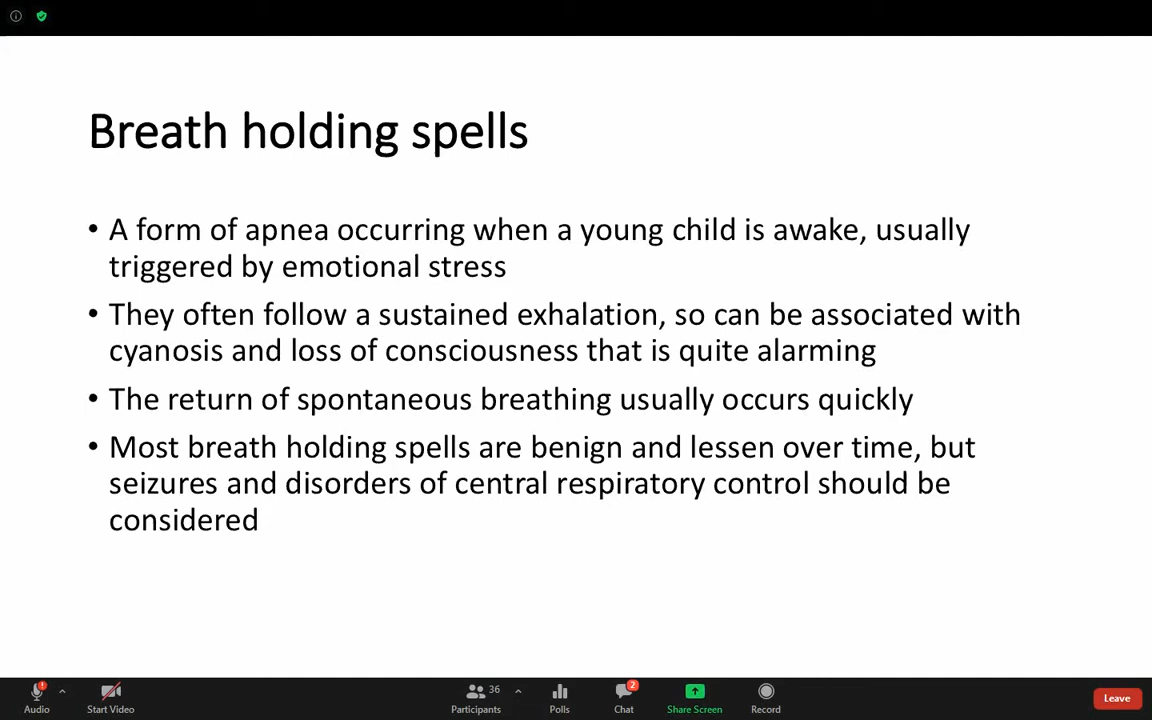 Breath holding spells
• A form of apnea occurring when a young child is awake, usually
triggered by emotional stress
• They often follow a sustained exhalation, so can be associated with
cyanosis and loss of consciousness that is quite alarming
• The return of spontaneous breathing usually occurs quickly
• Most breath holding spells are benign and lessen over time, but
seizures and disorders of central respiratory control should be
considered
Audio
Start Video
36
Participants
Polls
2
Chat
Share Screen
Record
Leave